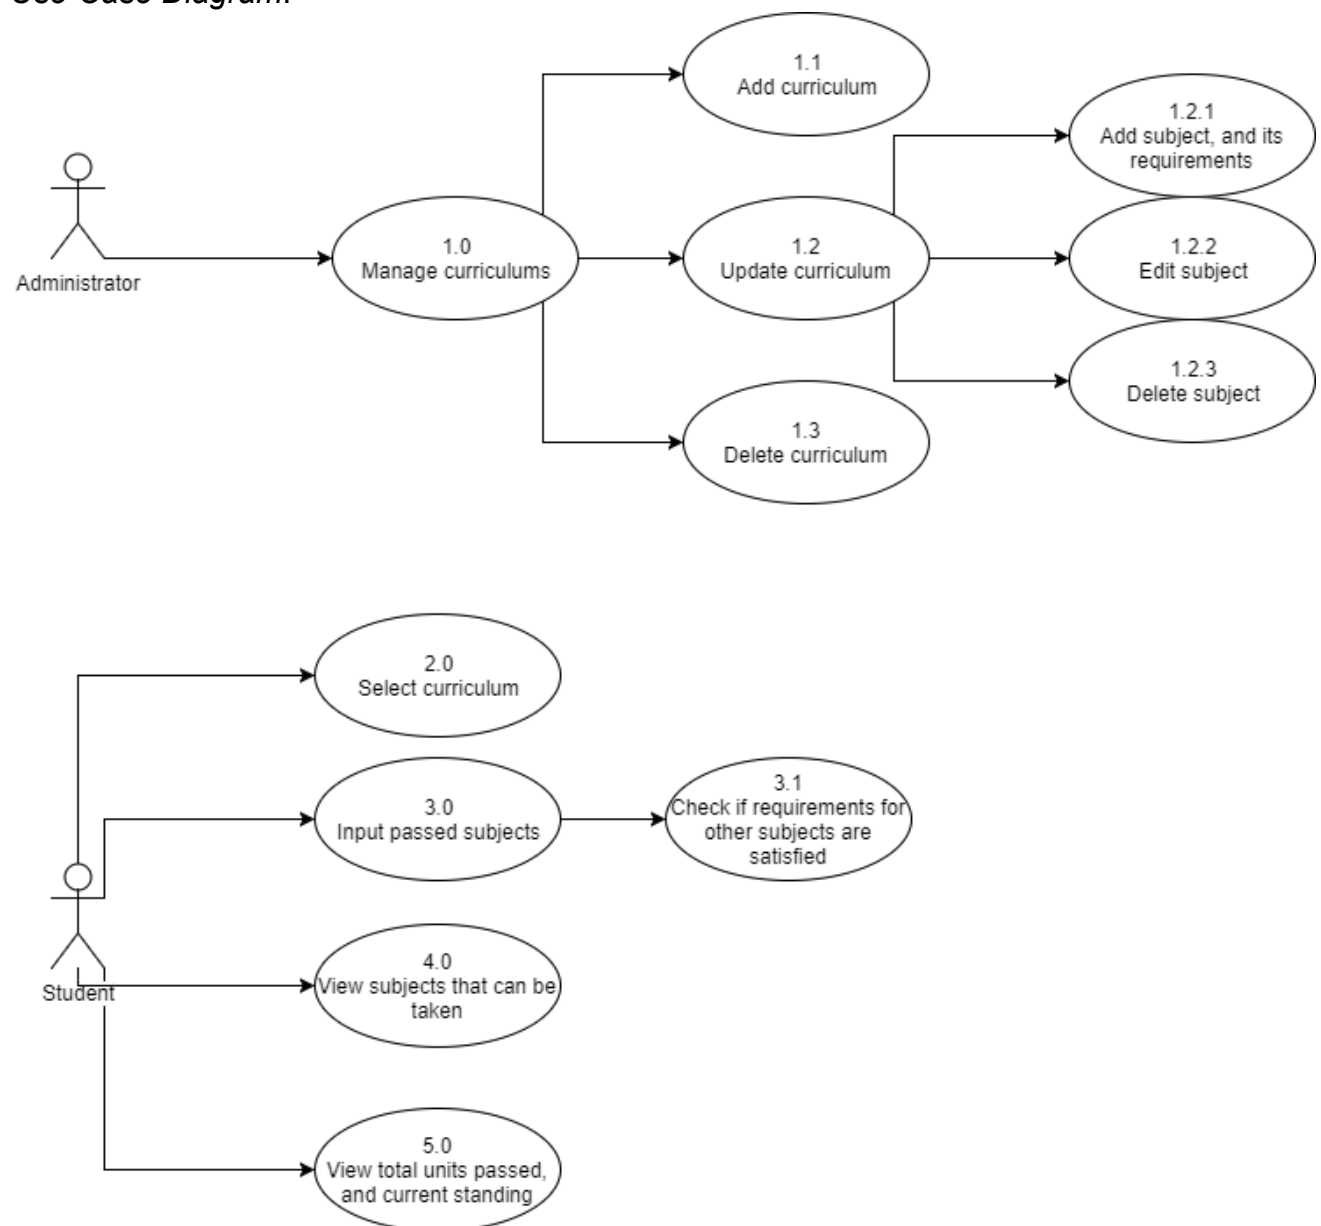 Use Case Diagram.
1.1
Add curriculum
1.2.1
Add subject, and its
requirements
Administrator
1.0
Manage curriculums
1.2
Update curriculum
1.2.2
Edit subject
1.2.3
Delete subject
1.3
Delete curriculum
2.0
Select curriculum
3.0
Input passed subjects
3.1
Check if requirements for
other subjects are
satisfied
Student
4.0
View subjects that can be
taken
5.0
View total units passed,
and current standing